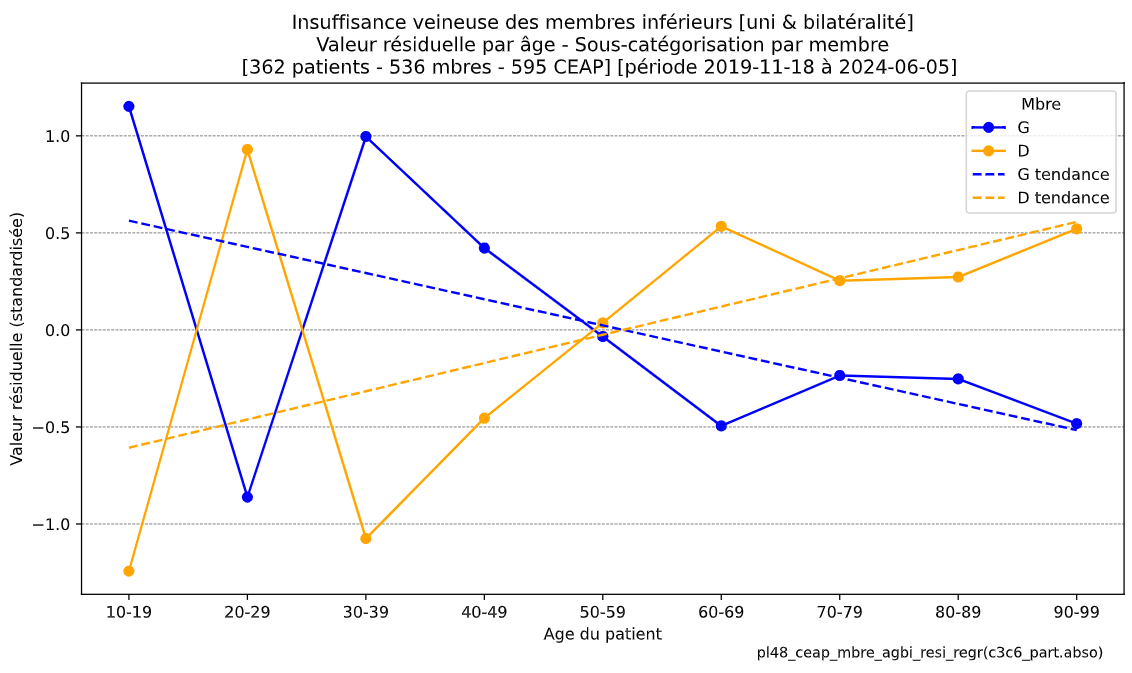 Insuffisance veineuse des membres inférieurs [uni & bilatéralité]
Valeur résiduelle par âge - Sous-catégorisation par membre
[362 patients - 536 mbres - 595 CEAP] [période 2019-11-18 à 2024-06-05]
Mbre
G
D
G tendance
D tendance
Valeur résiduelle (standardisée)
1.0
0.5
0.0
−0.5
−1.0
10-19 20-29 30-39 40-49 50-59 60-69 70-79 80-89 90-99
Age du patient
pl48_ceap_mbre_agbi_resi_regr(c3c6_part.abso)